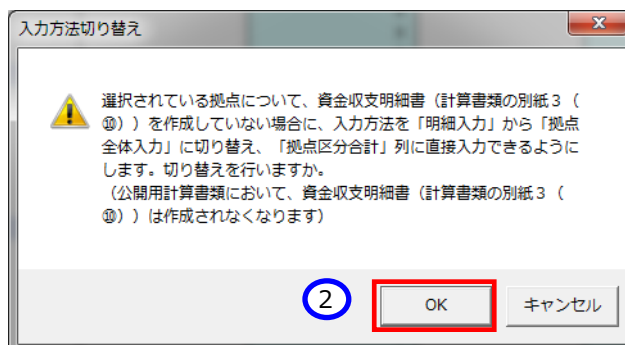 入力方法切り替え
選択されている拠点について、資金収支明細書（計算書類の別紙３（
⑩））を作成していない場合に、入力方法を「明細入力」から「拠点
全体入力」に切り替え、「拠点区分合計」列に直接入力できるように
します。切り替えを行いますか。
（公開用計算書類において、資金収支明細書（計算書類の別紙３（
⑩））は作成されなくなります）
2
OK
キャンセル